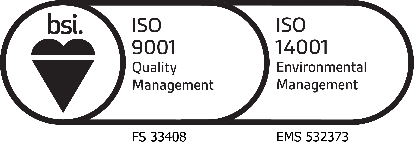 bsi.
ISO
9001
Quality
Management
FS 33408
ISO
14001
Environmental
Management
EMS 532373